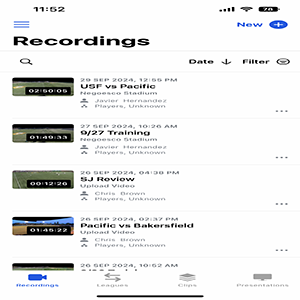 11:52
78
New
Recordings
Date
Filter
29 SEP 2024, 12:55 PM
USF vs Pacific
Negoesco Stadium
02:50:05
Javier Hernandez
Players, Unknown
27 SEP 2024, 10:26 AM
9/27 Training
Negoesco Stadium
01:49:33
Javier Hernandez
Players, Unknown
26 SEP 2024, 04:38 PM
SJ Review
Upload Video
00:12:20
Chris Brown
Players, Unknown
26 SEP 2024, 02:37 PM
Pacific vs Bakersfield
Upload Video
01:45:22
Chris Brown
Players, Unknown
26 SEP 2024, 10:52 AM
Recordings
Leagues
Clips
Presentations